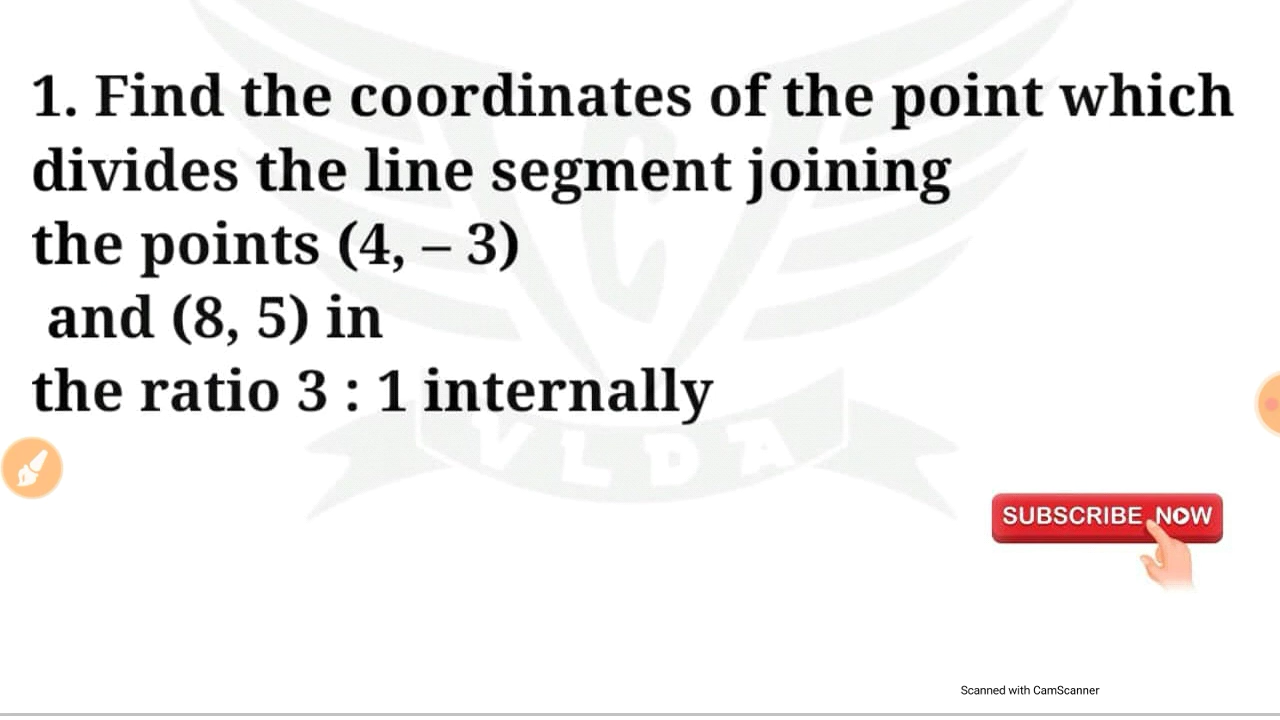 1. Find the coordinates of the point which
divides the line segment joining
the points (4, – 3)
and (8, 5) in
the ratio 3 : 1 internally
VLDA
SUBSCRIBE NOW
Scanned with CamScanner